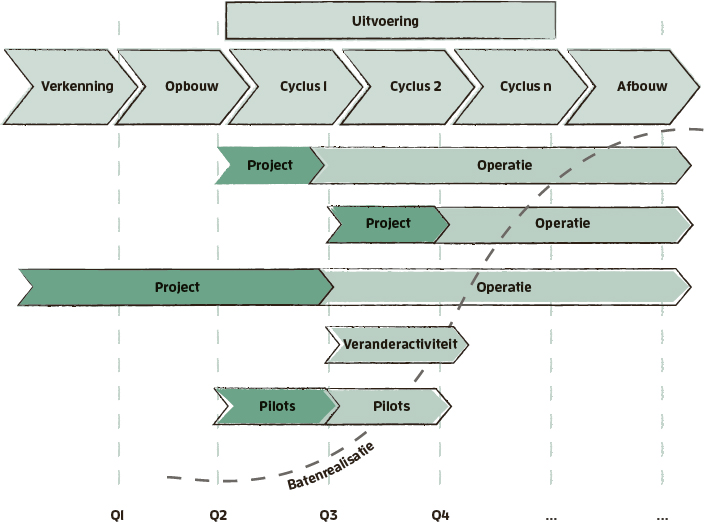 Uitvoering
Verkenning Opbouw Cyclus 1 Cyclus 2 Cyclus n Afbouw
Project Operatie
Project Operatie
Project Operatie
Veranderactiviteit
Pilots Pilots
Batenrealisatie
Q1 Q2 Q3 Q4 ... ...